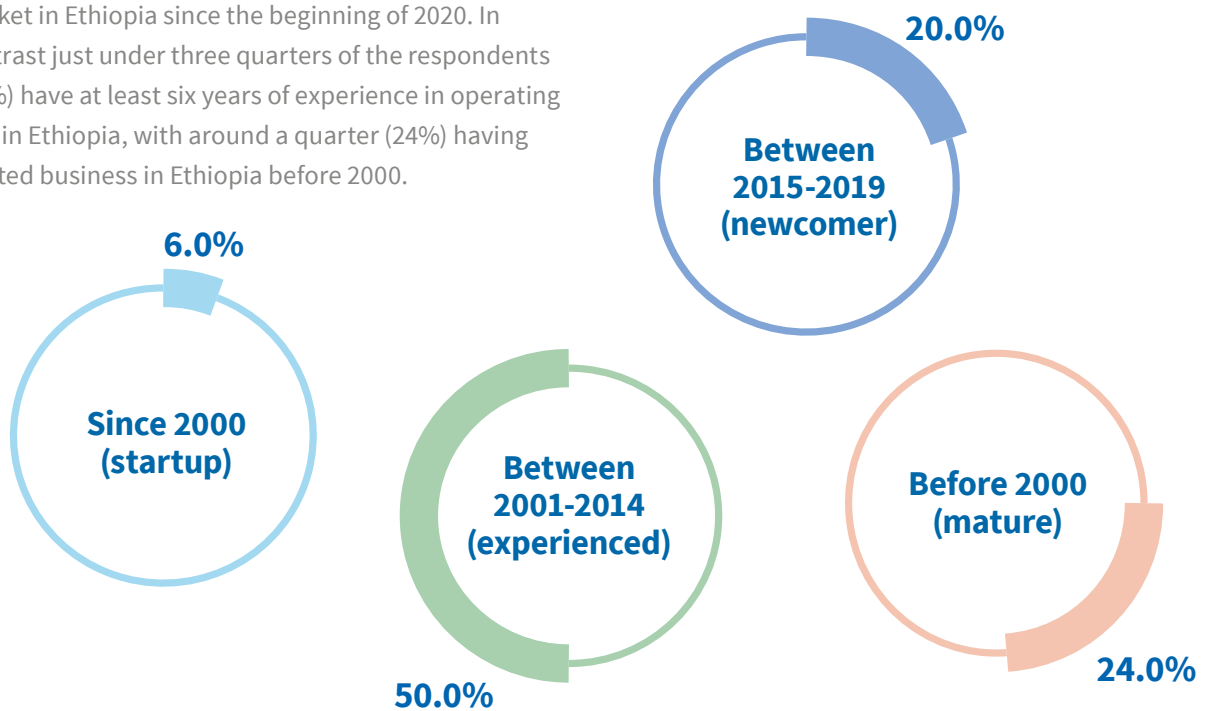 ket in Ethiopia since the beginning of 2020. In
trast just under three quarters of the respondents
%) have at least six years of experience in operating
in Ethiopia, with around a quarter (24%) having
ted business in Ethiopia before 2000.
20.0%
Between
2015-2019
(newcomer)
6.0%
Since 2000
(startup)
Between
2001-2014
(experienced)
50.0%
Before 2000
(mature)
24.0%